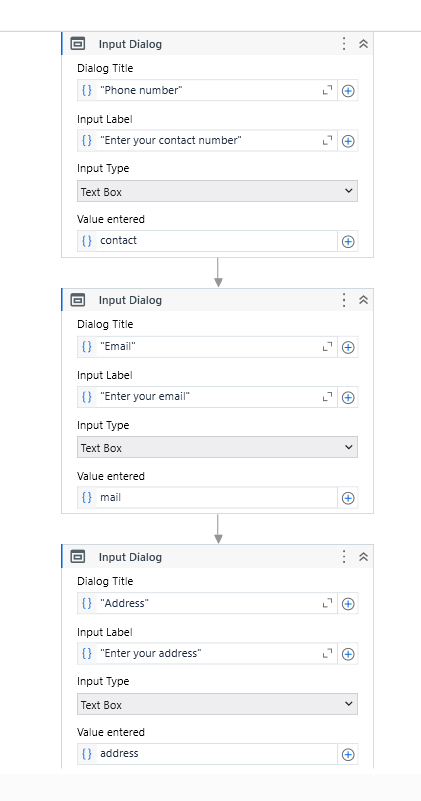 Input Dialog
Dialog Title
{} "Phone number"
Input Label
{} "Enter your contact number"
Input Type
Text Box
Value entered
{} contact
Input Dialog
Dialog Title
{} "Email"
Input Label
{} "Enter your email"
Input Type
Text Box
Value entered
{} mail
Input Dialog
Dialog Title
{} "Address"
Input Label
{} "Enter your address"
Input Type
Text Box
Value entered
{} address